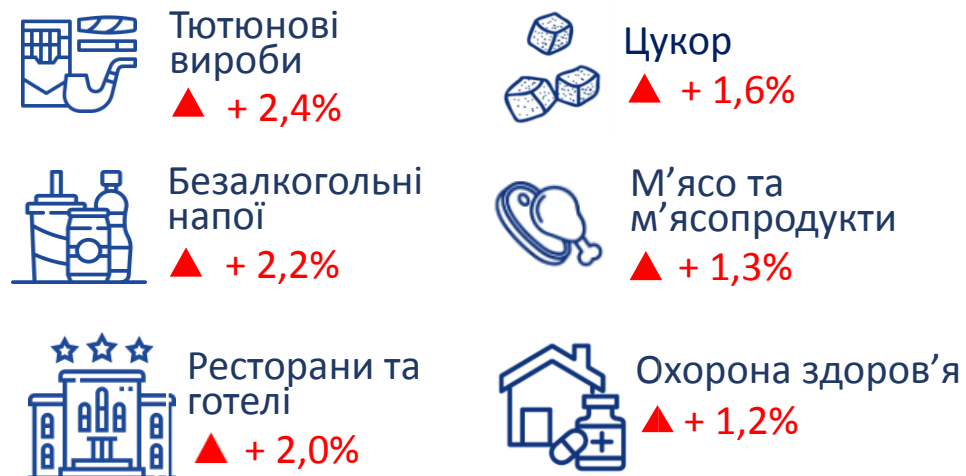 Тютюнові
вироби
▲ + 2,4%
Цукор
▲ + 1,6%
Безалкогольні
напої
▲ + 2,2%
М’ясо та
м’ясопродукти
▲ + 1,3%
Ресторани та
готелі
▲ + 2,0%
Охорона здоров’я
▲ + 1,2%